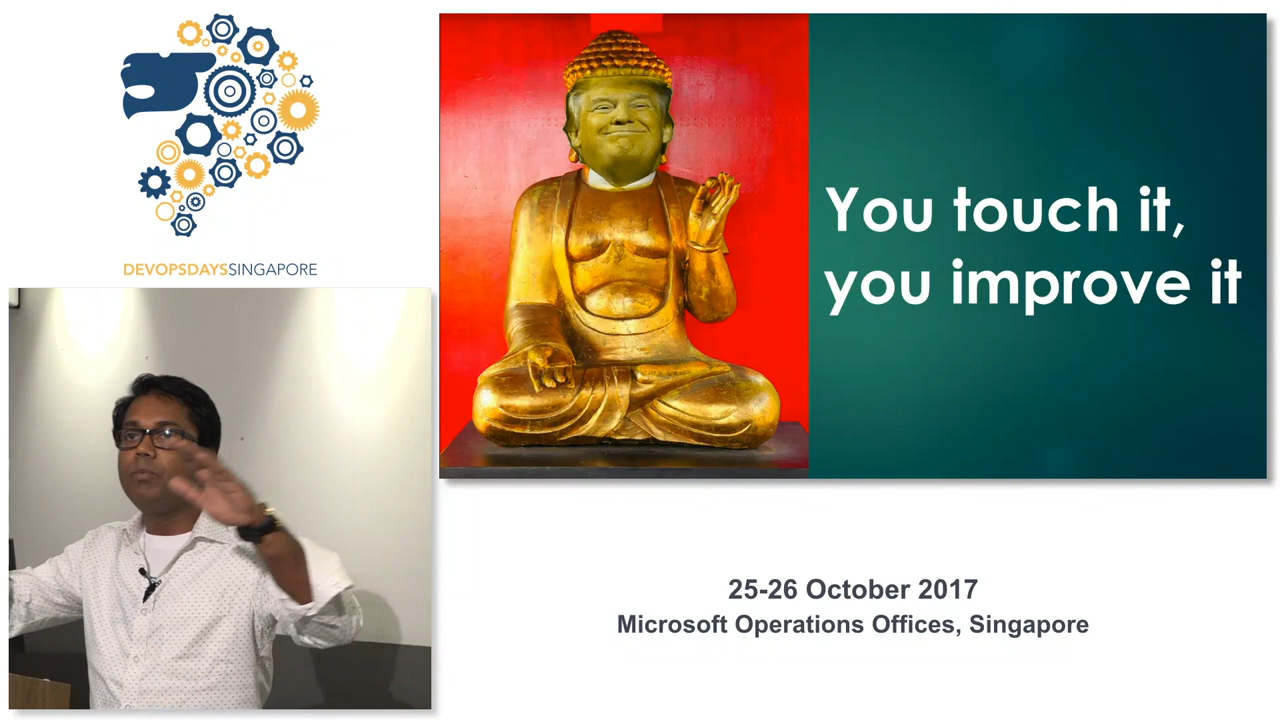 DEVOPSDAYSSINGAPORE
You touch it,
you improve it
25-26 October 2017
Microsoft Operations Offices, Singapore